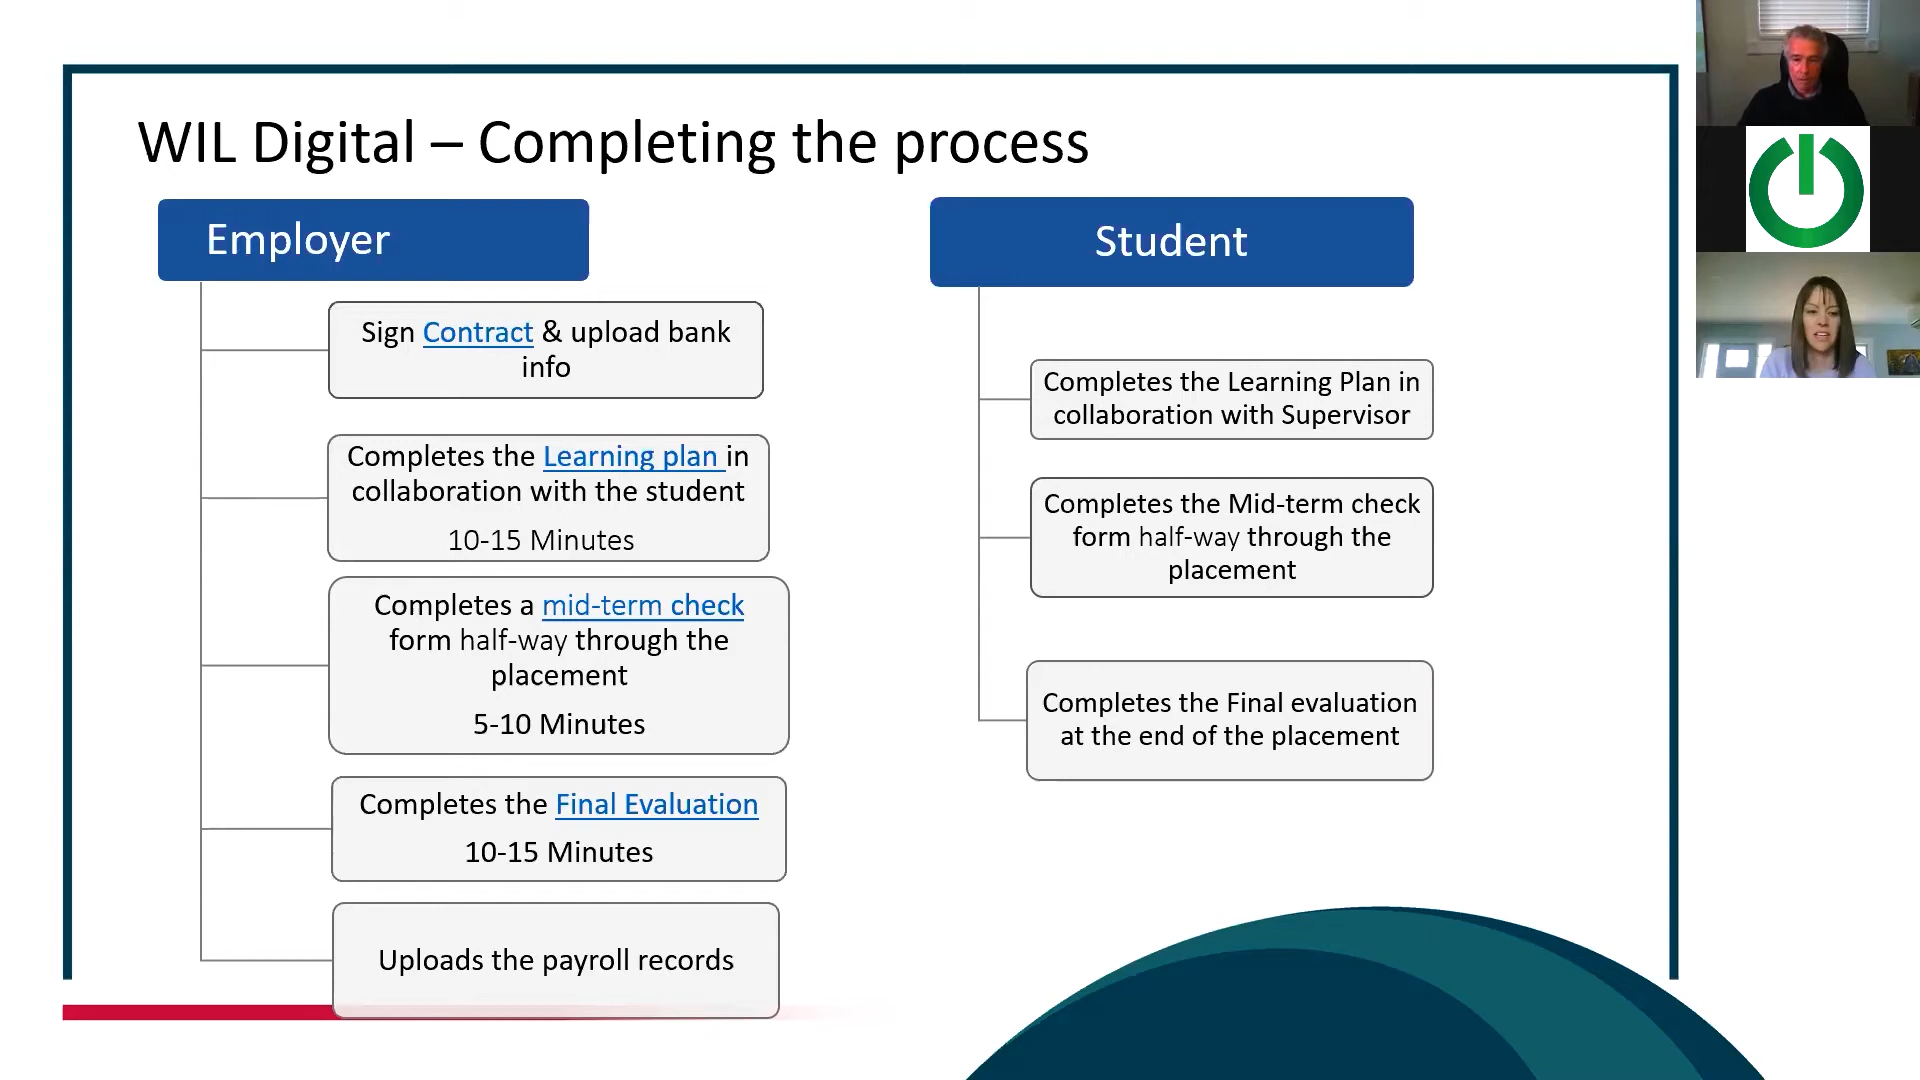 WIL Digital – Completing the process
Employer
Sign Contract & upload bank
info
Completes the Learning plan in
collaboration with the student
10-15 Minutes
Completes a mid-term check
form half-way through the
placement
5-10 Minutes
Completes the Final Evaluation
10-15 Minutes
Uploads the payroll records
Student
Completes the Learning Plan in
collaboration with Supervisor
Completes the Mid-term check
form half-way through the
placement
Completes the Final evaluation
at the end of the placement